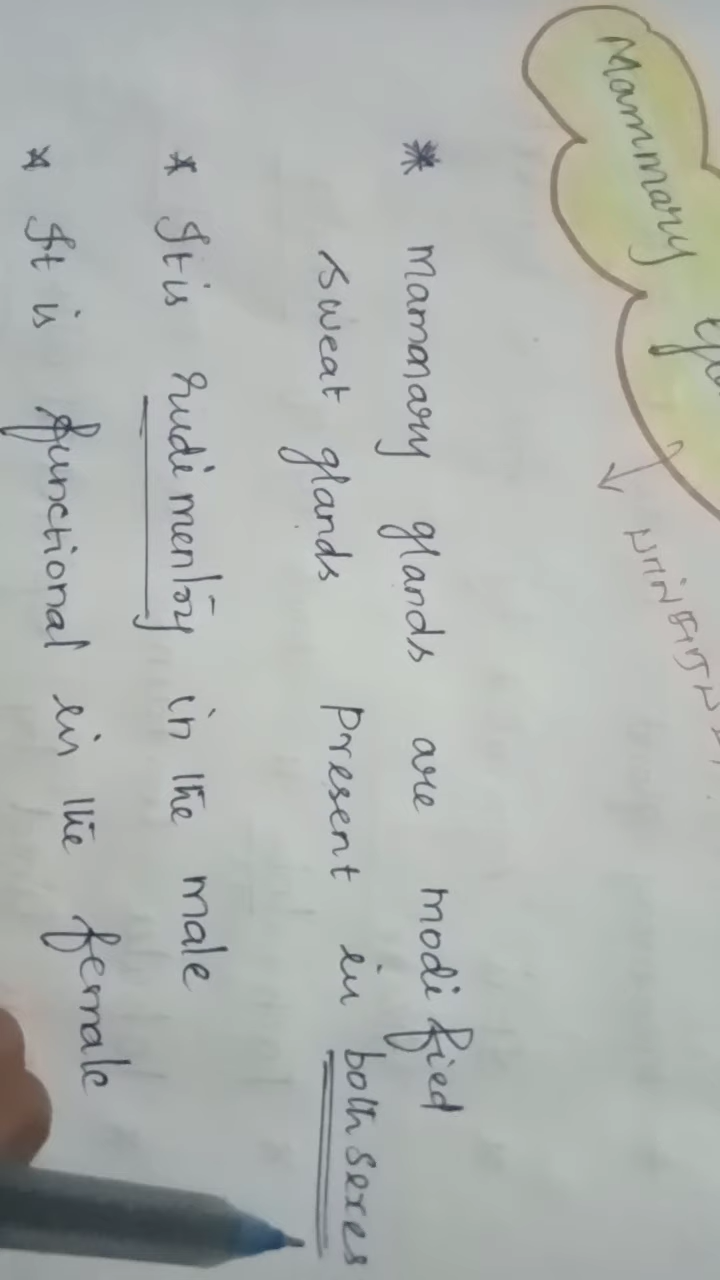 Mammary
* Mammary glands are modified
sweat glands present in both sexes
* It is rudimentry in the male
* It is functional in the female